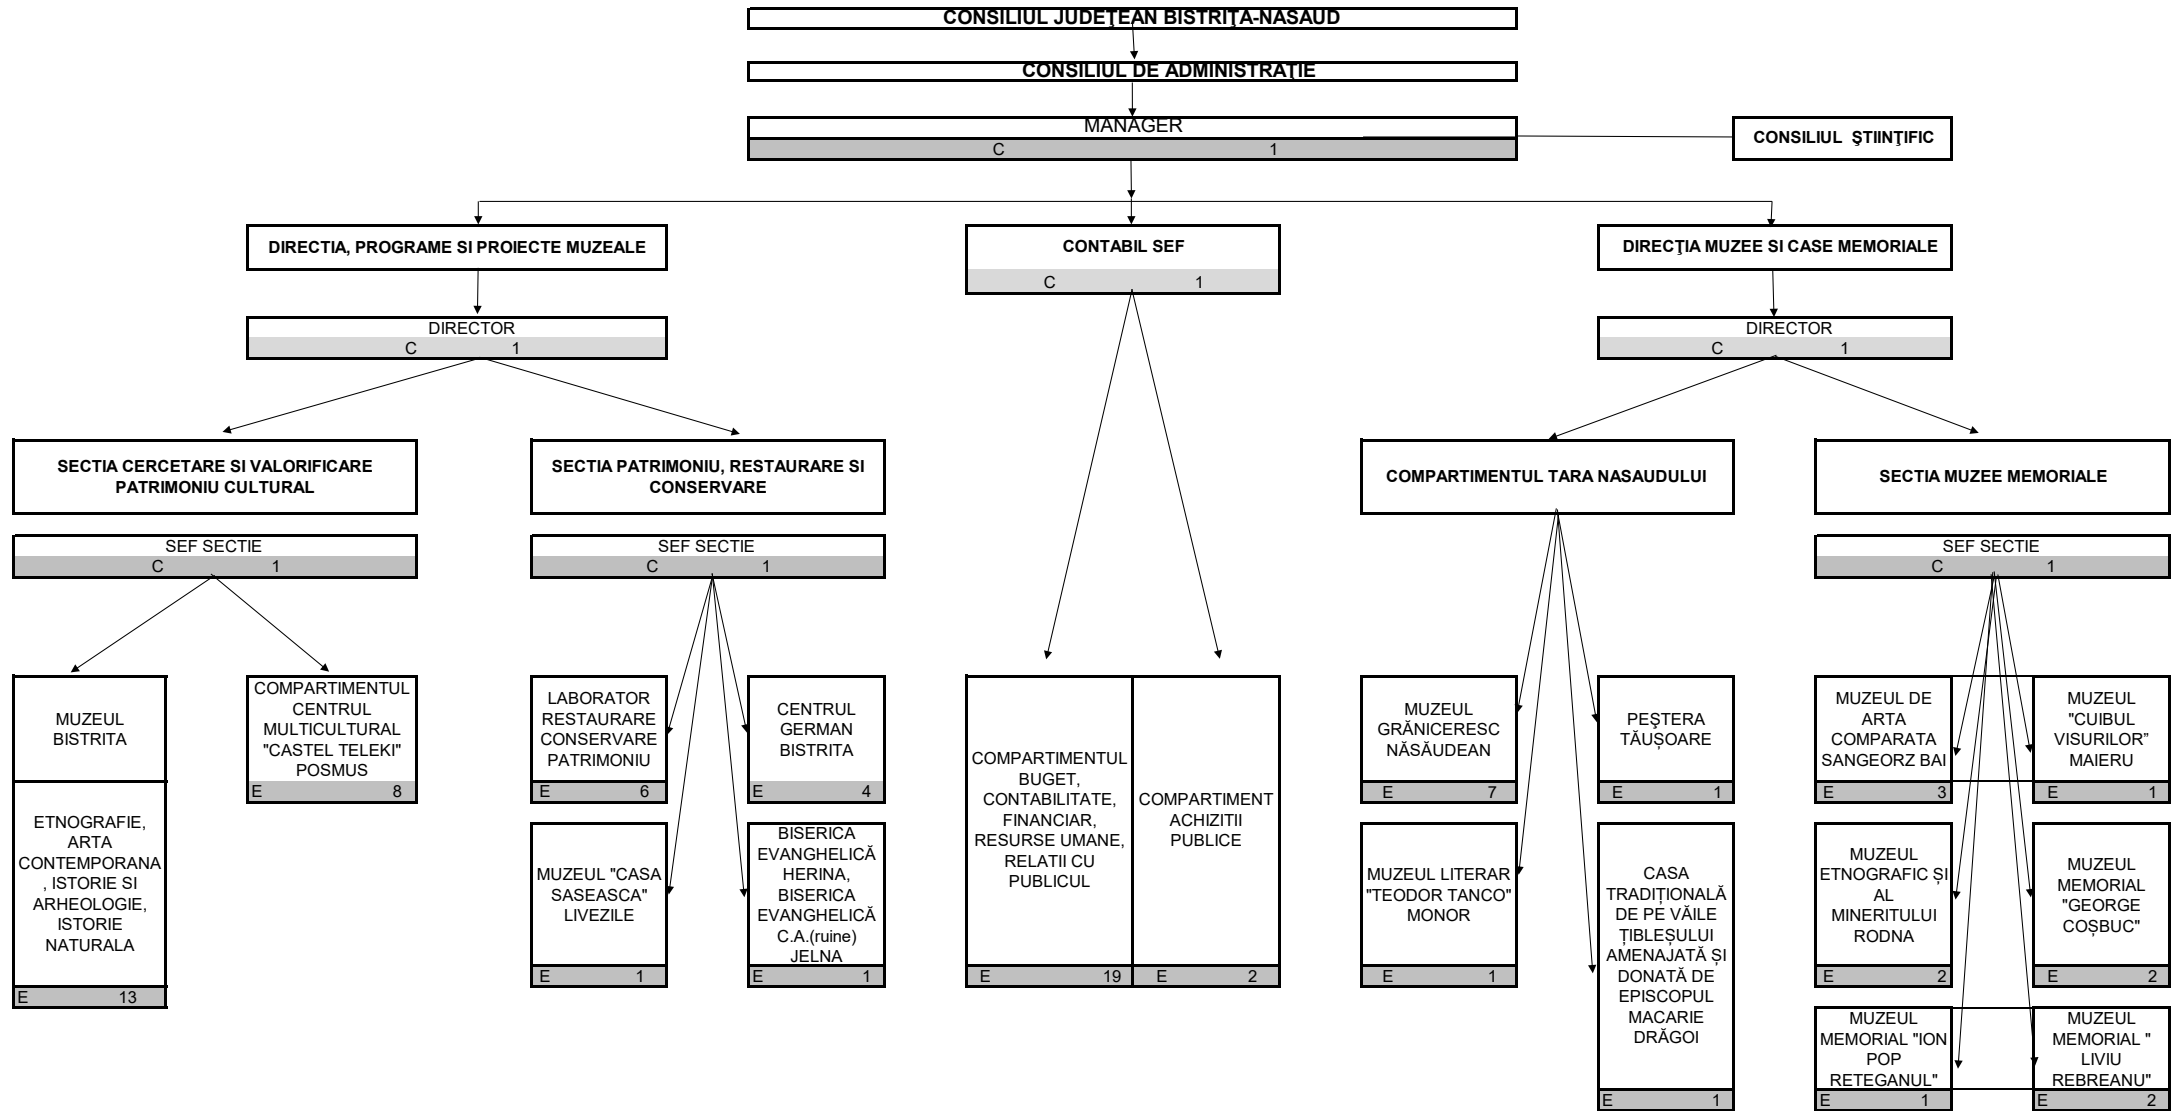 CONSILIUL JUDEŢEAN BISTRIŢA-NASAUD
CONSILIUL DE ADMINISTRAŢIE
MANAGER
C 1
CONSILIUL ŞTIINŢIFIC
DIRECTIA, PROGRAME SI PROIECTE MUZEALE
CONTABIL SEF
C 1
DIRECŢIA MUZEE SI CASE MEMORIALE
DIRECTOR
C 1
DIRECTOR
C 1
SECTIA CERCETARE SI VALORIFICARE
PATRIMONIU CULTURAL
SECTIA PATRIMONIU, RESTAURARE SI
CONSERVARE
COMPARTIMENTUL TARA NASAUDULUI
SECTIA MUZEE MEMORIALE
SEF SECTIE
C 1
SEF SECTIE
C 1
SEF SECTIE
C 1
MUZEUL
BISTRITA
ETNOGRAFIE,
ARTA
CONTEMPORANA
, ISTORIE SI
ARHEOLOGIE,
ISTORIE
NATURALA
E 13
COMPARTIMENTUL
CENTRUL
MULTICULTURAL
"CASTEL TELEKI"
POSMUS
E 8
LABORATOR
RESTAURARE
CONSERVARE
PATRIMONIU
E 6
CENTRUL
GERMAN
BISTRITA
E 4
MUZEUL "CASA
SASEASCA"
LIVEZILE
E 1
BISERICA
EVANGHELICĂ
HERINA,
BISERICA
EVANGHELICĂ
C.A.(ruine)
JELNA
E 1
COMPARTIMENTUL
BUGET,
CONTABILITATE,
FINANCIAR,
RESURSE UMANE,
RELATII CU
PUBLICUL
E 19
COMPARTIMENT
ACHIZITII
PUBLICE
E 2
MUZEUL
GRĂNICERESC
NĂSĂUDEAN
E 7
PEŞTERA
TĂUȘOARE
E 1
MUZEUL LITERAR
"TEODOR TANCO"
MONOR
E 1
CASA
TRADIȚIONALĂ
DE PE VĂILE
ȚIBLEȘULUI
AMENAJATĂ ȘI
DONATĂ DE
EPISCOPUL
MACARIE
DRĂGOI
E 1
MUZEUL DE
ARTA
COMPARATA
SANGEORZ BAI
E 3
MUZEUL
"CUIBUL
VISURILOR”
MAIERU
E 1
MUZEUL
ETNOGRAFIC ȘI
AL
MINERITULUI
RODNA
E 2
MUZEUL
MEMORIAL
"GEORGE
COȘBUC"
E 2
MUZEUL
MEMORIAL "ION
POP
RETEGANUL"
E 1
MUZEUL
MEMORIAL "
LIVIU
REBREANU"
E 2